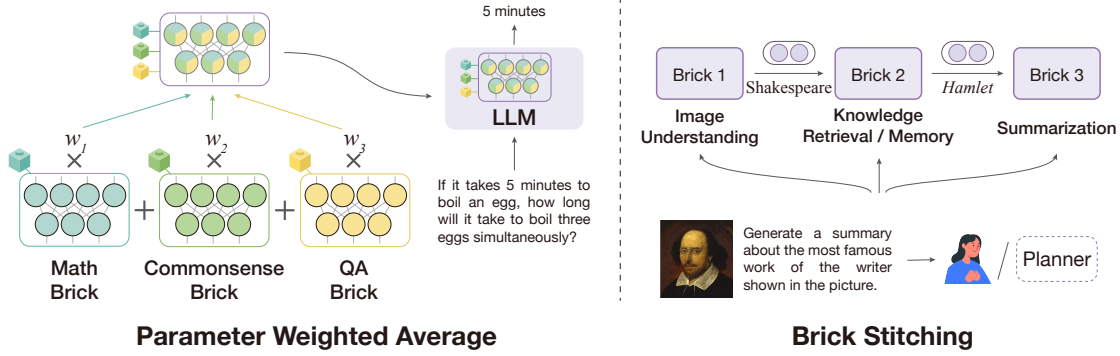 5 minutes
LLM
w1
w2
w3
×
×
×
+
+
Math
Brick
Commonsense
Brick
QA
Brick
If it takes 5 minutes to
boil an egg, how long
will it take to boil three
eggs simultaneously?
Parameter Weighted Average
Brick 1
Shakespeare
Brick 2
Hamlet
Brick 3
Image
Understanding
Knowledge
Retrieval / Memory
Summarization
Generate a summary
about the most famous
work of the writer
shown in the picture.
/
Planner
Brick Stitching